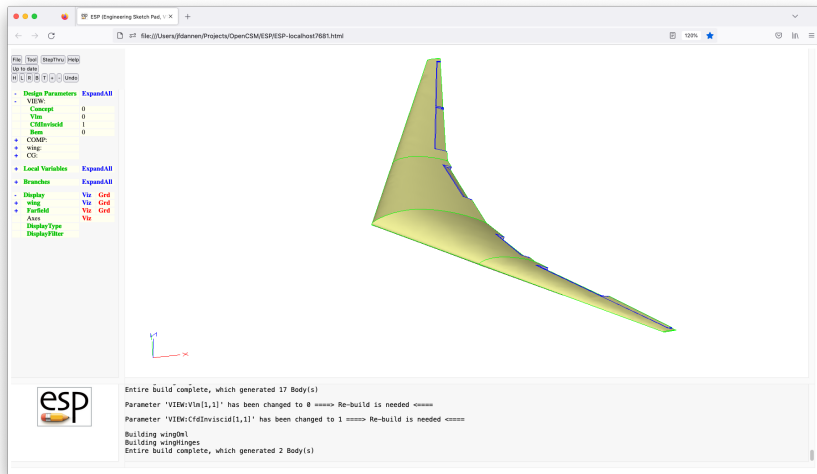 ESP (Engineering Sketch Pad, V
file:///Users/jfdannen/Projects/OpenCSM/ESP/ESP-localhost7681.html
120%
File Tool StepThru Help
Up to date
H L R B T + - Undo
- Design Parameters ExpandAll
- VIEW:
Concept 0
Vlm 0
CfdInviscid 1
Bem 0
+ COMP:
+ wing:
+ CG:
+ Local Variables ExpandAll
+ Branches ExpandAll
- Display Viz Grd
+ wing Viz Grd
+ Farfield Viz Grd
Axes Viz
DisplayType
DisplayFilter
x
esp
Entire build complete, which generated 17 Body(s)
Parameter 'VIEW:Vlm[1,1]' has been changed to 0 ====> Re-build is needed <====
Parameter 'VIEW:CfdInviscid[1,1]' has been changed to 1 ====> Re-build is needed <====
Building wingOml
Building wingHinges
Entire build complete, which generated 2 Body(s)